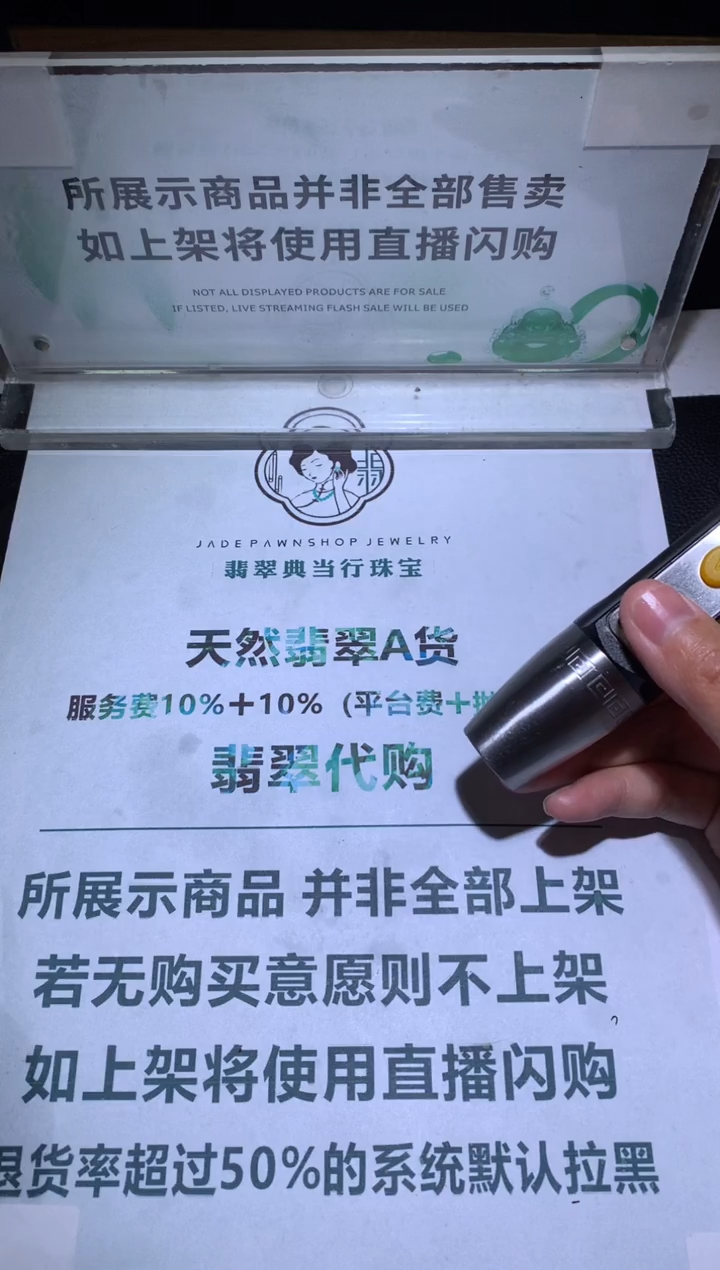 所展示商品并非全部售卖
如上架将使用直播闪购
NOT ALL DISPLAYED PRODUCTS ARE FOR SALE
IF LISTED, LIVE STREAMING FLASH SALE WILL BE USED
翡
JADE PAWNSHOP JEWELRY
翡翠典当行珠宝
天然翡翠A货
服务费10%+10% (平台费+
翡翠代购
所展示商品 并非全部上架
若无购买意愿则不上架
如上架将使用直播闪购
退货率超过50%的系统默认拉黑